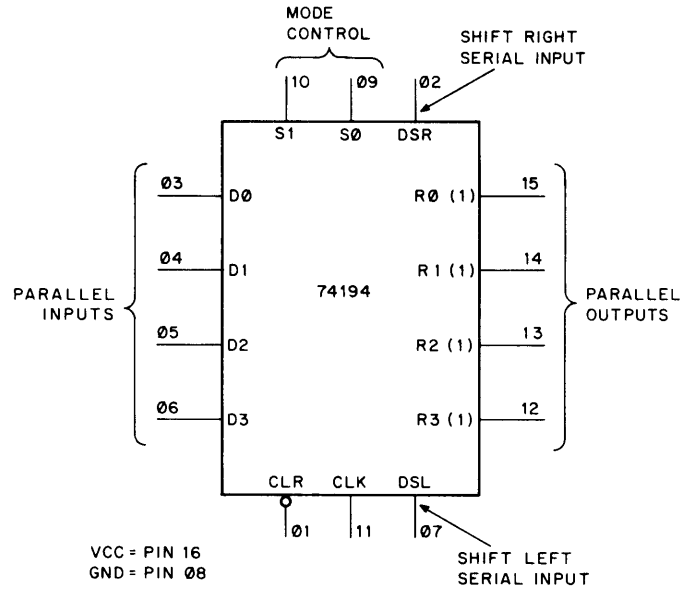 MODE
CONTROL
SHIFT RIGHT
SERIAL INPUT
10 Ø9 Ø2
S1 SØ DSR
Ø3 DØ RØ (1) 15
Ø4 D1 R1 (1) 14
74194
PARALLEL
INPUTS
PARALLEL
OUTPUTS
Ø5 D2 R2 (1) 13
Ø6 D3 R3 (1) 12
CLR CLK DSL
Ø1 11 Ø7
VCC = PIN 16
GND = PIN Ø8
SHIFT LEFT
SERIAL INPUT